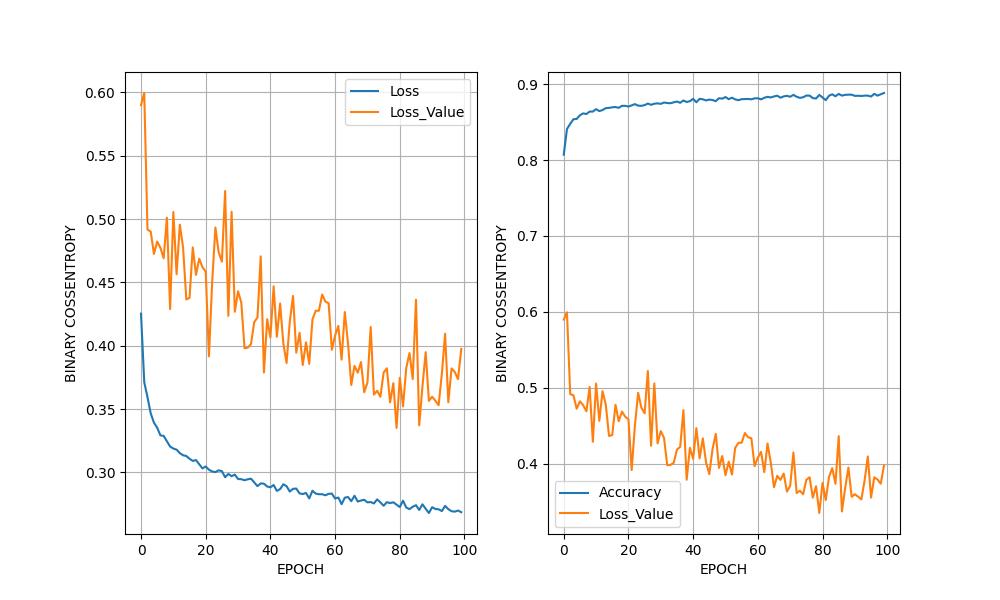 Loss
Loss_Value
0.60
0.55
0.50
0.45
0.40
0.35
0.30
BINARY COSSENTROPY
0 20 40 60 80 100
EPOCH
0.9
0.8
0.7
0.6
0.5
0.4
BINARY COSSENTROPY
Accuracy
Loss_Value
0 20 40 60 80 100
EPOCH